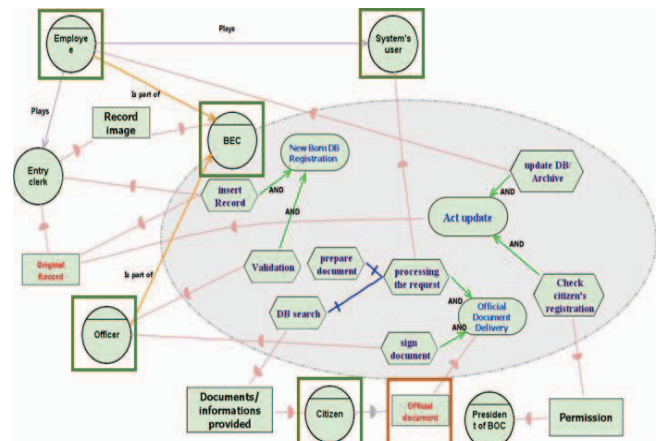 Employe
e
Plays
System's
user
Plays
Is part of
Record
image
BEC
New Born DB
Registration
update DB/
Archive
Entry
clerk
insert
Record
AND
AND
AND
Act update
AND
Original
Record
Is part of
Validation
prepare
document
processing
the request
Check
citizen's
registration
DB search
AND
Official
Document
Delivery
AND
Officer
sign
document
Documents/
informations
provided
Citizen
Official
document
Presiden
t of BOC
Permission